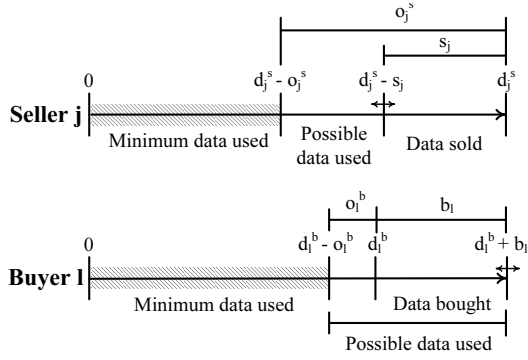 o_j^s
s_j
0
d_j^s - o_j^s
d_j^s - s_j
d_j^s
Seller j
Minimum data used
Possible
data used
Data sold
o_l^b
b_l
0
d_l^b - o_l^b
d_l^b
d_l^b + b_l
Buyer l
Minimum data used
Data bought
Possible data used